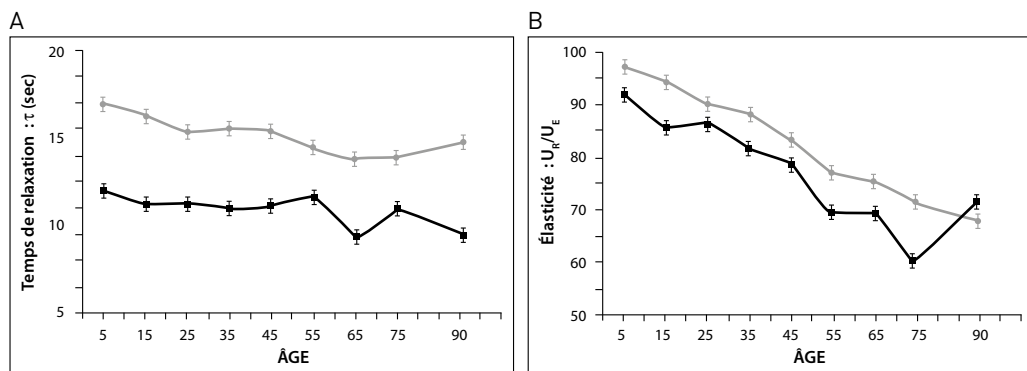 A
Temps de relaxation : τ (sec)
20
15
10
5
5 15 25 35 45 55 65 75 90
ÂGE
B
Élasticité : U_R/U_E
100
90
80
70
60
50
5 15 25 35 45 55 65 75 90
ÂGE